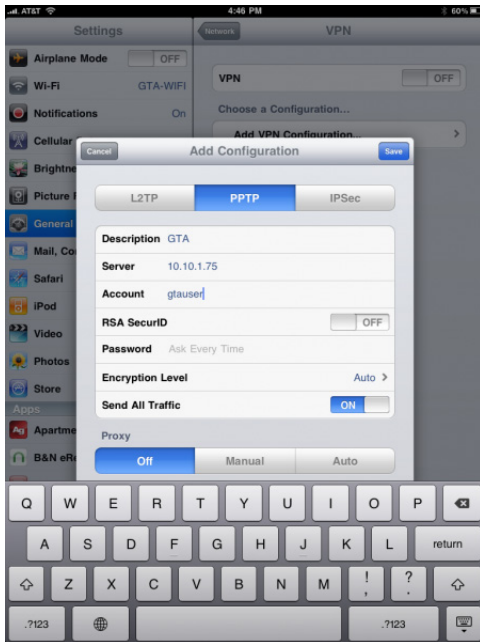 AT&T 4:46 PM 60%
Settings Network VPN
Airplane Mode OFF
Wi-Fi GTA-WIFI
VPN OFF
Notifications On
Choose a Configuration...
Cellular
Add VPN Configuration...
Cancel Add Configuration Save
Brightne
Picture F
L2TP PPTP IPSec
General
Description GTA
Mail, Co
Server 10.10.1.75
Safari
Account gtauser
iPod
RSA SecurID OFF
Video
Password Ask Every Time
Photos
Encryption Level Auto
Store
Send All Traffic ON
Apps
Proxy
Ag Apartme
Off Manual Auto
B&N eRe
Q W E R T Y U I O P
A S D F G H J K L return
Z X C V B N M ! , ? .
.?123 .?123